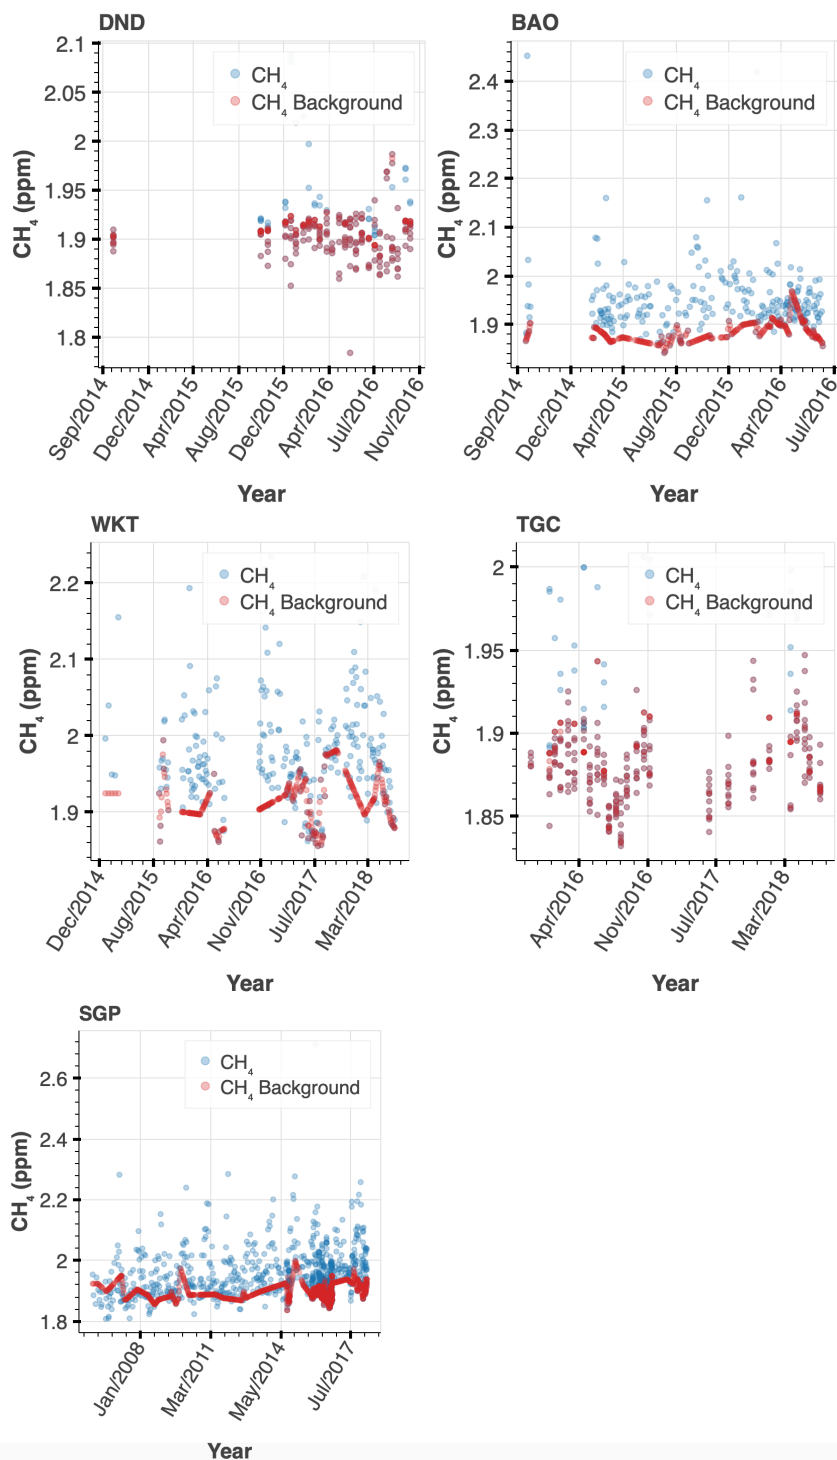 DND
2.1
2.05
2
1.95
1.9
1.85
1.8
CH₄ (ppm)
CH₄
CH₄ Background
Sep/2014
Dec/2014
Apr/2015
Aug/2015
Dec/2015
Apr/2016
Jul/2016
Nov/2016
Year
BAO
2.4
2.3
2.2
2.1
2
1.9
CH₄ (ppm)
CH₄
CH₄ Background
Sep/2014
Dec/2014
Apr/2015
Aug/2015
Dec/2015
Apr/2016
Jul/2016
Year
WKT
2.2
2.1
2
1.9
CH₄ (ppm)
CH₄
CH₄ Background
Dec/2014
Aug/2015
Apr/2016
Nov/2016
Jul/2017
Mar/2018
Year
TGC
2
1.95
1.9
1.85
CH₄ (ppm)
CH₄
CH₄ Background
Apr/2016
Nov/2016
Jul/2017
Mar/2018
Year
SGP
2.6
2.4
2.2
2
1.8
CH₄ (ppm)
CH₄
CH₄ Background
Jan/2008
Mar/2011
May/2014
Jul/2017
Year